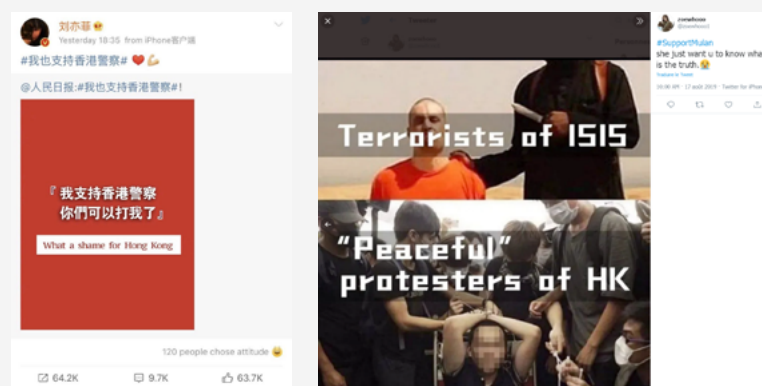 刘亦菲
Yesterday 18:35 from iPhone客户端
#我也支持香港警察#
@人民日报:#我也支持香港警察#!
『我支持香港警察
你們可以打我了』
What a shame for Hong Kong
120 people chose attitude
64.2K
9.7K
63.7K
Terrorists of ISIS
"Peaceful"
protesters of HK
#SupportMulan
she just want u to know wha
is the truth.